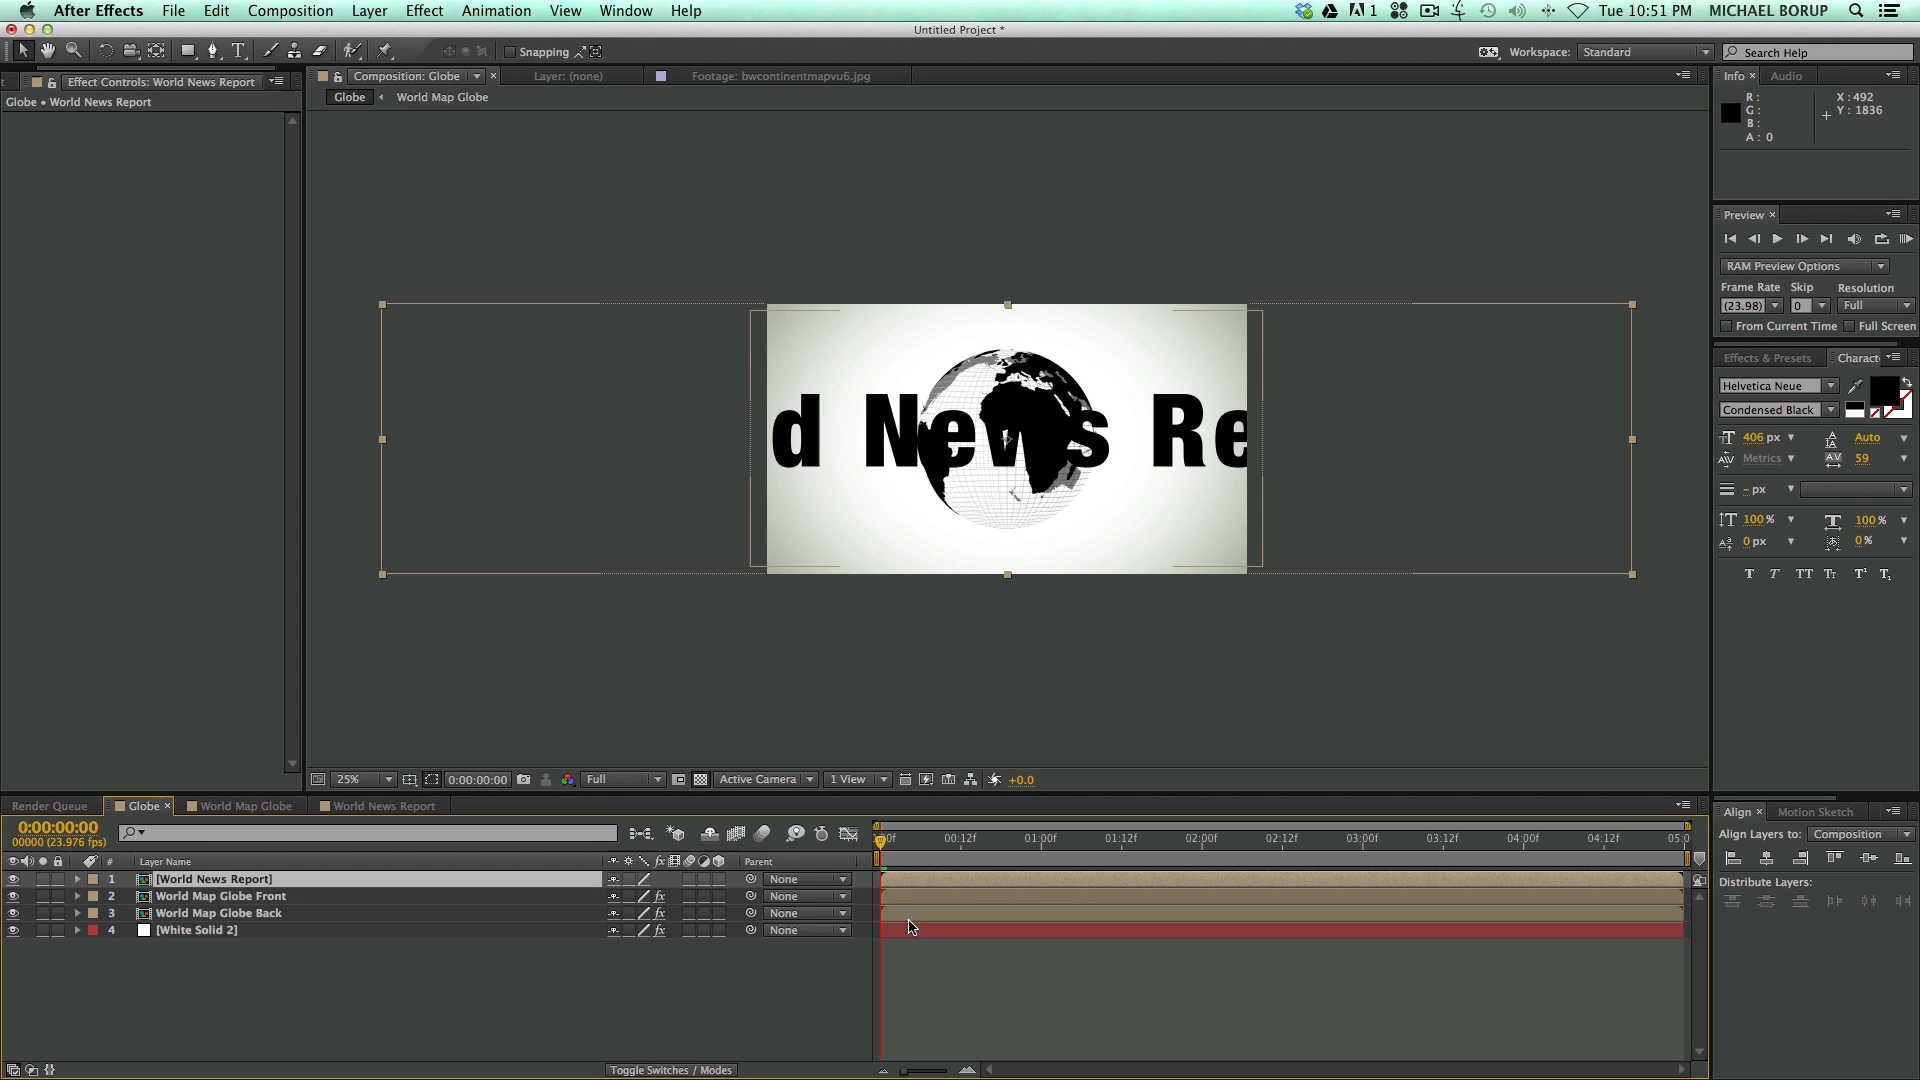 After Effects File Edit Composition Layer Effect Animation View Window Help
1 Tue 10:51 PM MICHAEL BORUP
Untitled Project *
Snapping
Workspace: Standard
Search Help
Effect Controls: World News Report
Globe • World News Report
Composition: Globe
Layer: (none)
Footage: bwcontinentmapvu6.jpg
Globe
World Map Globe
d News Re
25%
0:00:00:00
Full
Active Camera
1 View
+0.0
Info
Audio
R :
G :
B :
A : 0
X : 492
Y : 1836
Preview
RAM Preview Options
Frame Rate Skip Resolution
(23.98) 0 Full
From Current Time Full Screen
Effects & Presets
Charact
Helvetica Neue
Condensed Black
406 px
Auto
Metrics
59
– px
100 %
100 %
0 px
0 %
Render Queue
Globe
World Map Globe
World News Report
0:00:00:00
00000 (23.976 fps)
# Layer Name
Parent
1 [World News Report] None
2 World Map Globe Front None
3 World Map Globe Back None
4 [White Solid 2] None
00:12f 01:00f 01:12f 02:00f 02:12f 03:00f 03:12f 04:00f 04:12f 05:0
Toggle Switches / Modes
Align
Motion Sketch
Align Layers to: Composition
Distribute Layers: